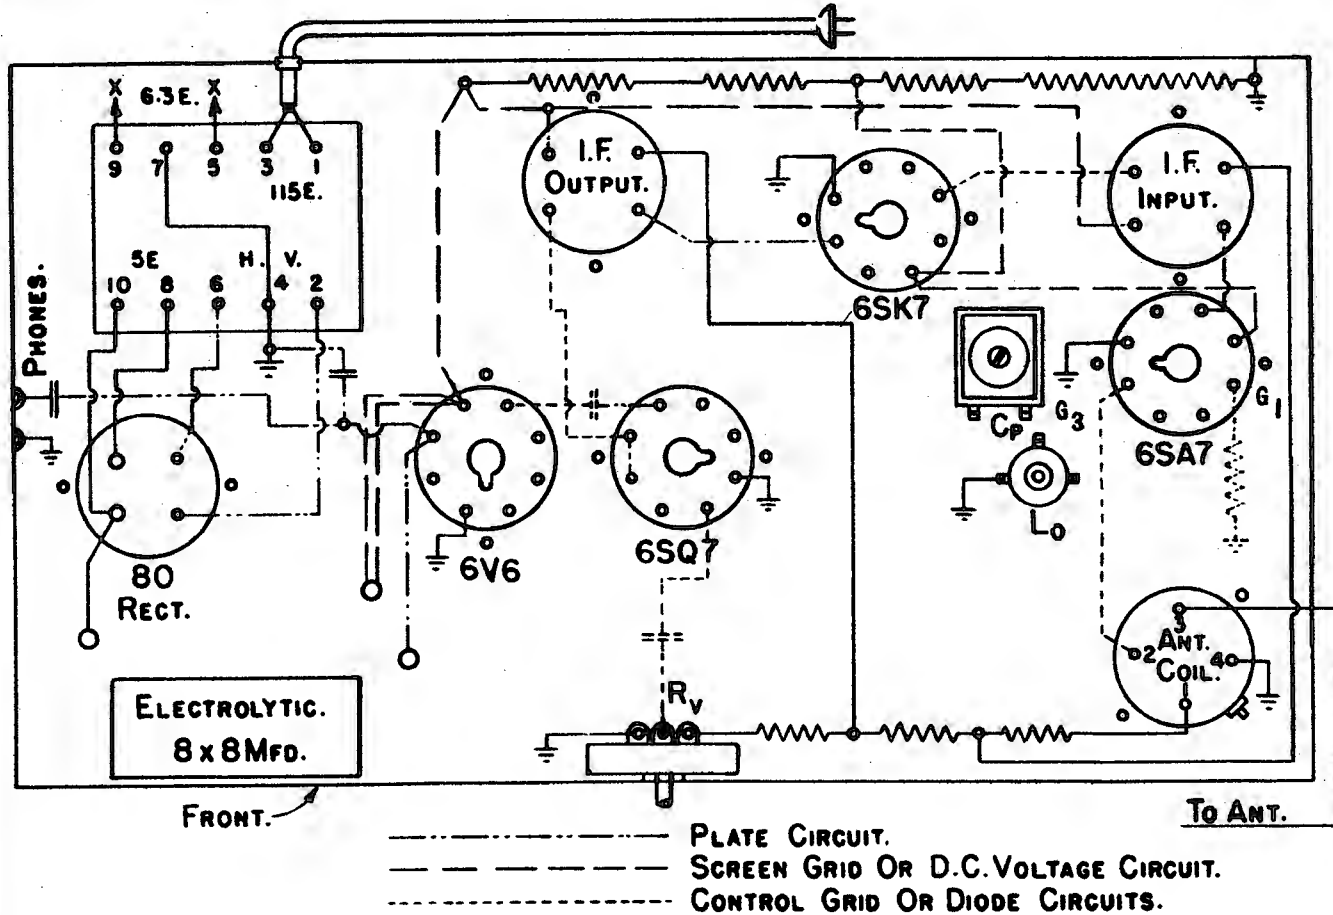 X 6.3E. X
9 7 5 3 1
115E.
5E H. V.
10 8 6 4 2
PHONES.
C
I.F.
OUTPUT.
I.F.
INPUT.
6SK7
CP
G3
G1
6SA7
LO
80
RECT.
6V6
6SQ7
3
ANT.
2 4
COIL.
1
RV
ELECTROLYTIC.
8 x 8 MFD.
FRONT.
TO ANT.
PLATE CIRCUIT.
SCREEN GRID OR D.C. VOLTAGE CIRCUIT.
CONTROL GRID OR DIODE CIRCUITS.